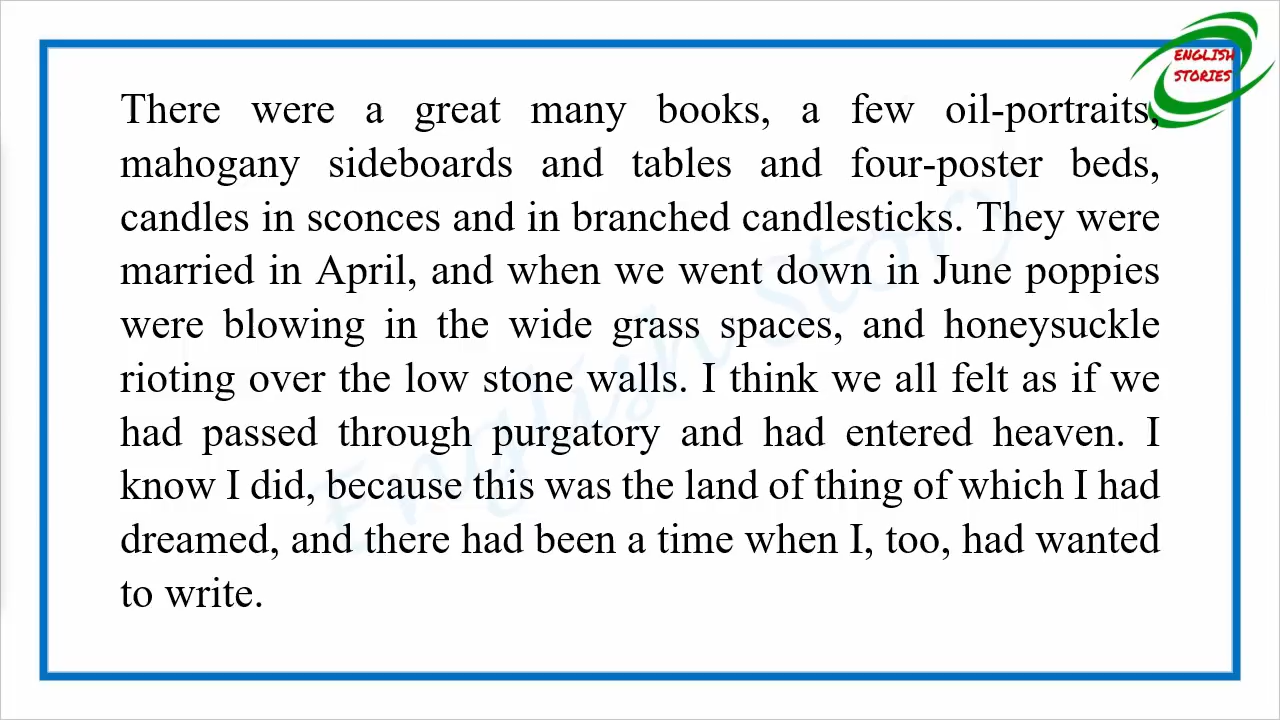 ENGLISH
STORIES
There were a great many books, a few oil-portraits,
mahogany sideboards and tables and four-poster beds,
candles in sconces and in branched candlesticks. They were
married in April, and when we went down in June poppies
were blowing in the wide grass spaces, and honeysuckle
rioting over the low stone walls. I think we all felt as if we
had passed through purgatory and had entered heaven. I
know I did, because this was the land of thing of which I had
dreamed, and there had been a time when I, too, had wanted
to write.
English story